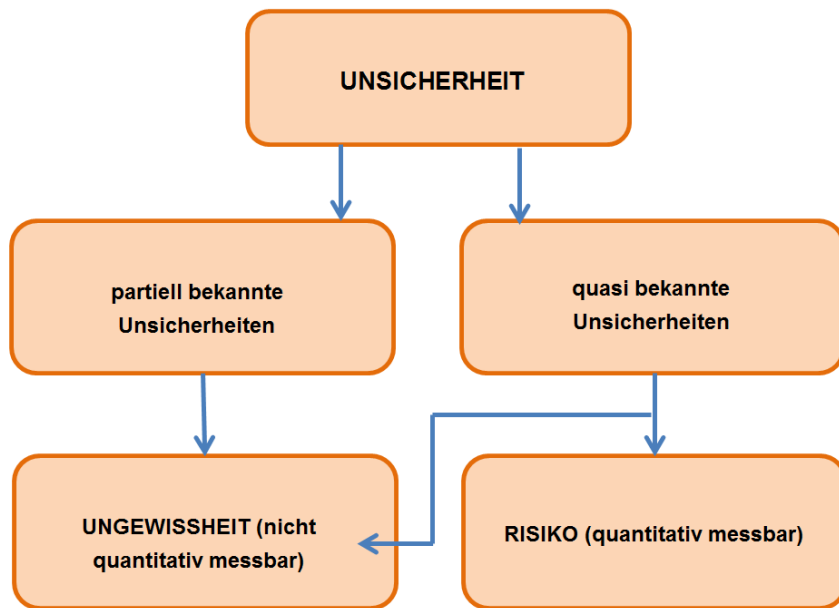 UNSICHERHEIT
partiell bekannte
Unsicherheiten
quasi bekannte
Unsicherheiten
UNGEWISSHEIT (nicht
quantitativ messbar)
RISIKO (quantitativ messbar)